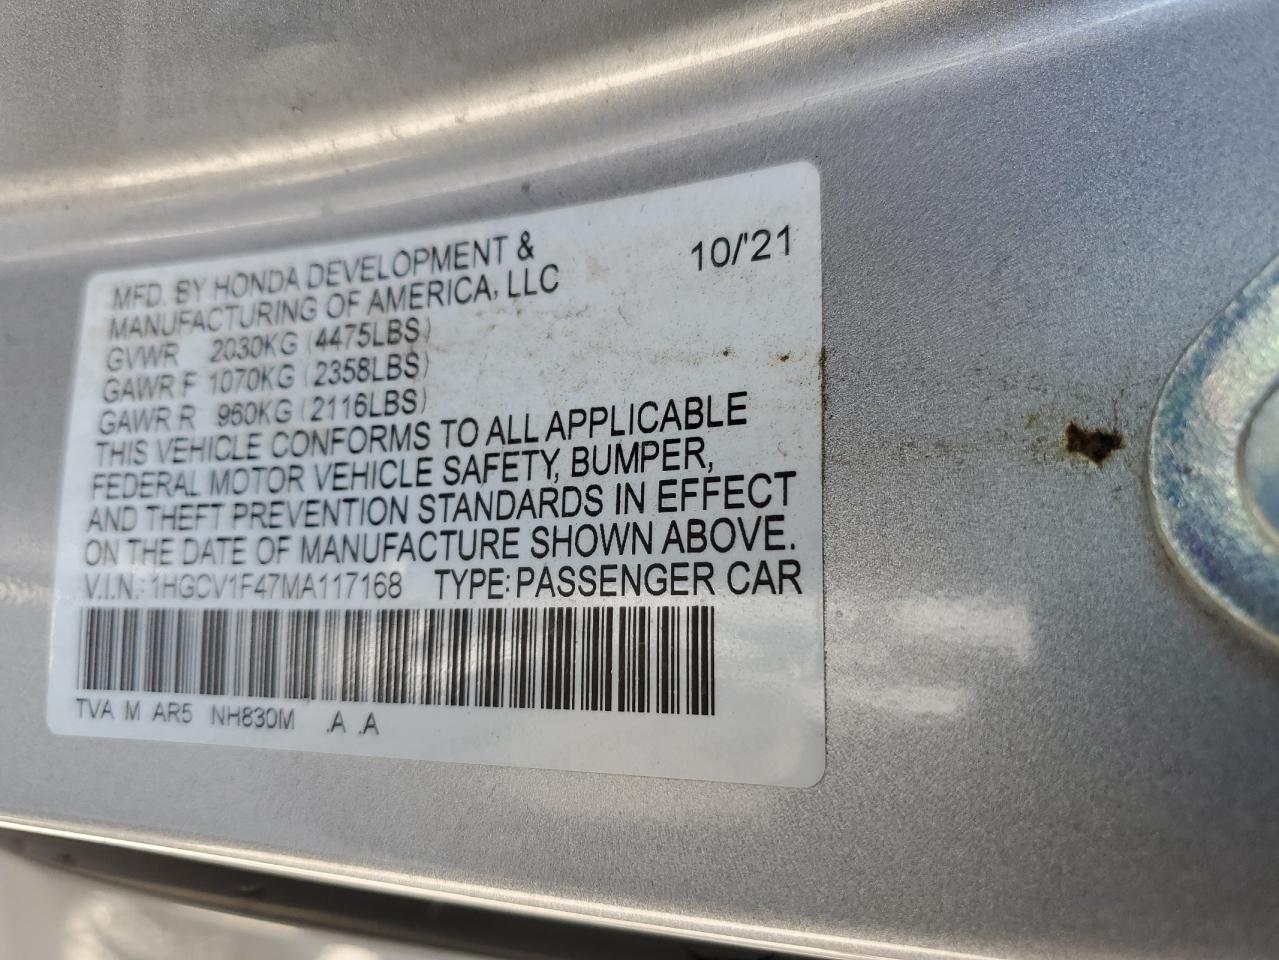 MFD. BY HONDA DEVELOPMENT & 10/'21
MANUFACTURING OF AMERICA, LLC
GVWR 2030KG (4475LBS)
GAWR F 1070KG (2358LBS)
GAWR R 960KG (2116LBS)
THIS VEHICLE CONFORMS TO ALL APPLICABLE
FEDERAL MOTOR VEHICLE SAFETY, BUMPER,
AND THEFT PREVENTION STANDARDS IN EFFECT
ON THE DATE OF MANUFACTURE SHOWN ABOVE.
V.I.N.: 1HGCV1F47MA117168 TYPE: PASSENGER CAR
TVA M AR5 NH830M .A .A